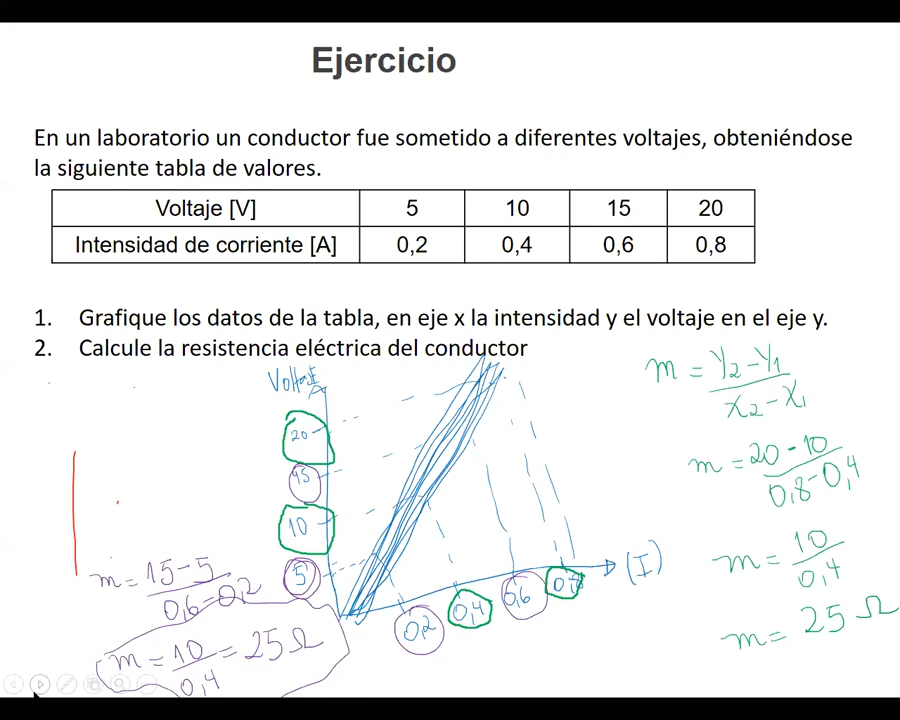 Ejercicio
En un laboratorio un conductor fue sometido a diferentes voltajes, obteniéndose
la siguiente tabla de valores.
Voltaje [V] 5 10 15 20
Intensidad de corriente [A] 0,2 0,4 0,6 0,8
1. Grafique los datos de la tabla, en eje x la intensidad y el voltaje en el eje y.
2. Calcule la resistencia eléctrica del conductor
20
15
10
5
0,2 0,4 0,6 0,8 (I)
m = 15-5 / 0,6-0,2
m = 10 / 0,4 = 25 Ω
m = y2-y1 / x2-x1
m = 20-10 / 0,8-0,4
m = 10 / 0,4
m = 25 Ω